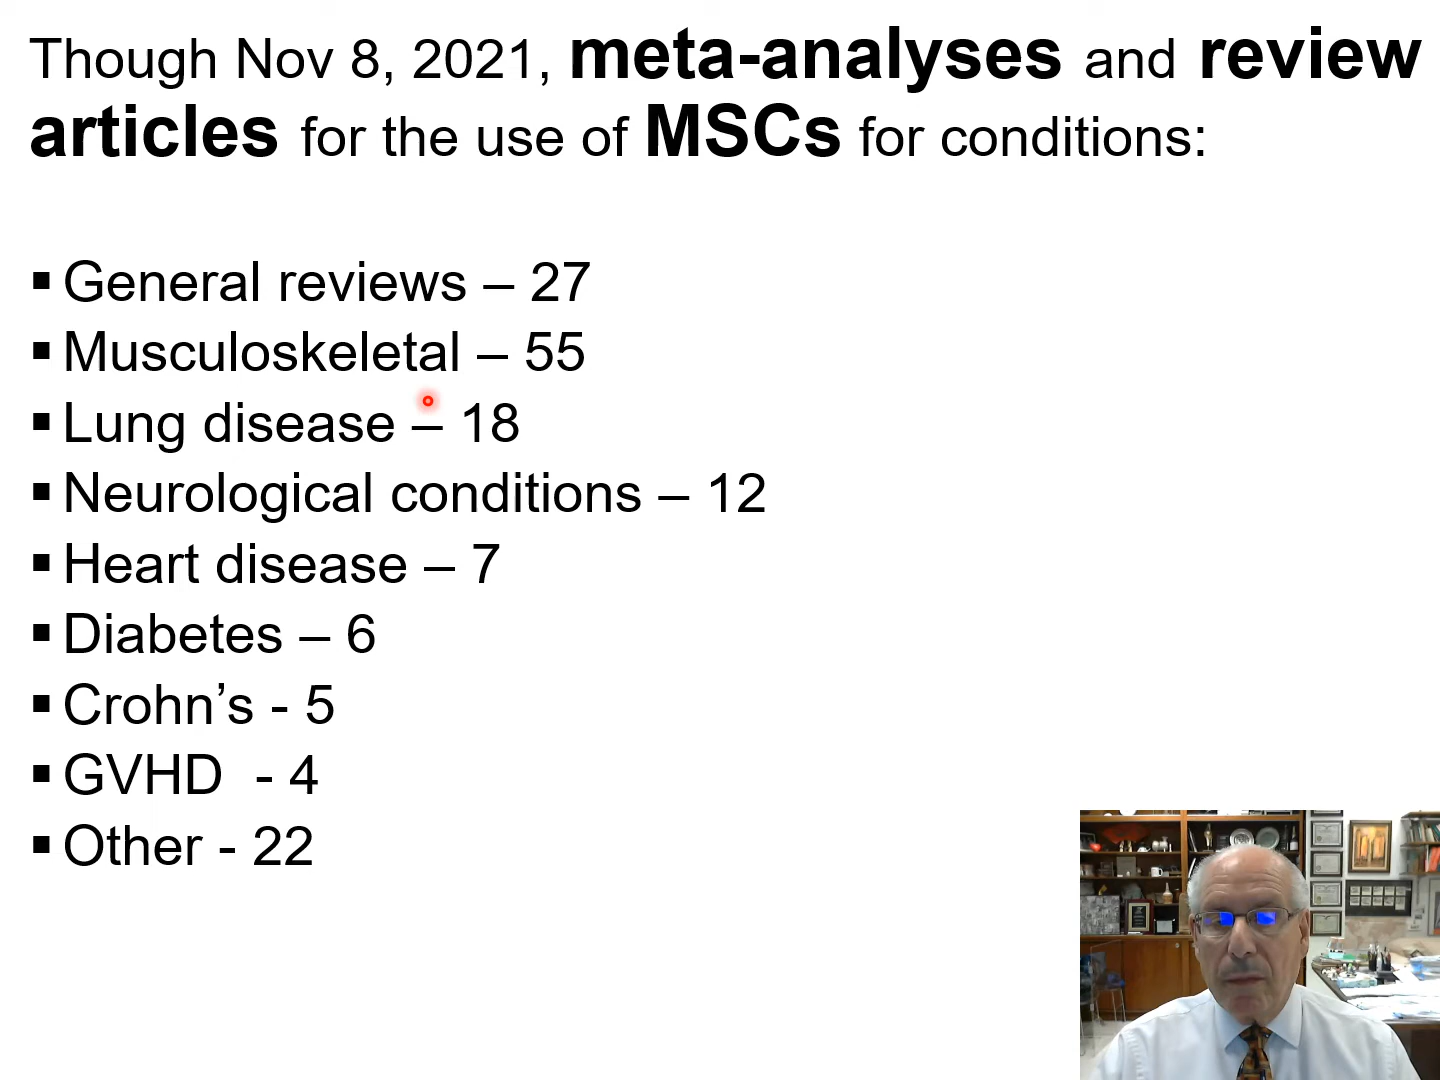 Though Nov 8, 2021, meta-analyses and review
articles for the use of MSCs for conditions:
▪ General reviews – 27
▪ Musculoskeletal – 55
▪ Lung disease – 18
▪ Neurological conditions – 12
▪ Heart disease – 7
▪ Diabetes – 6
▪ Crohn’s - 5
▪ GVHD  - 4
▪ Other - 22